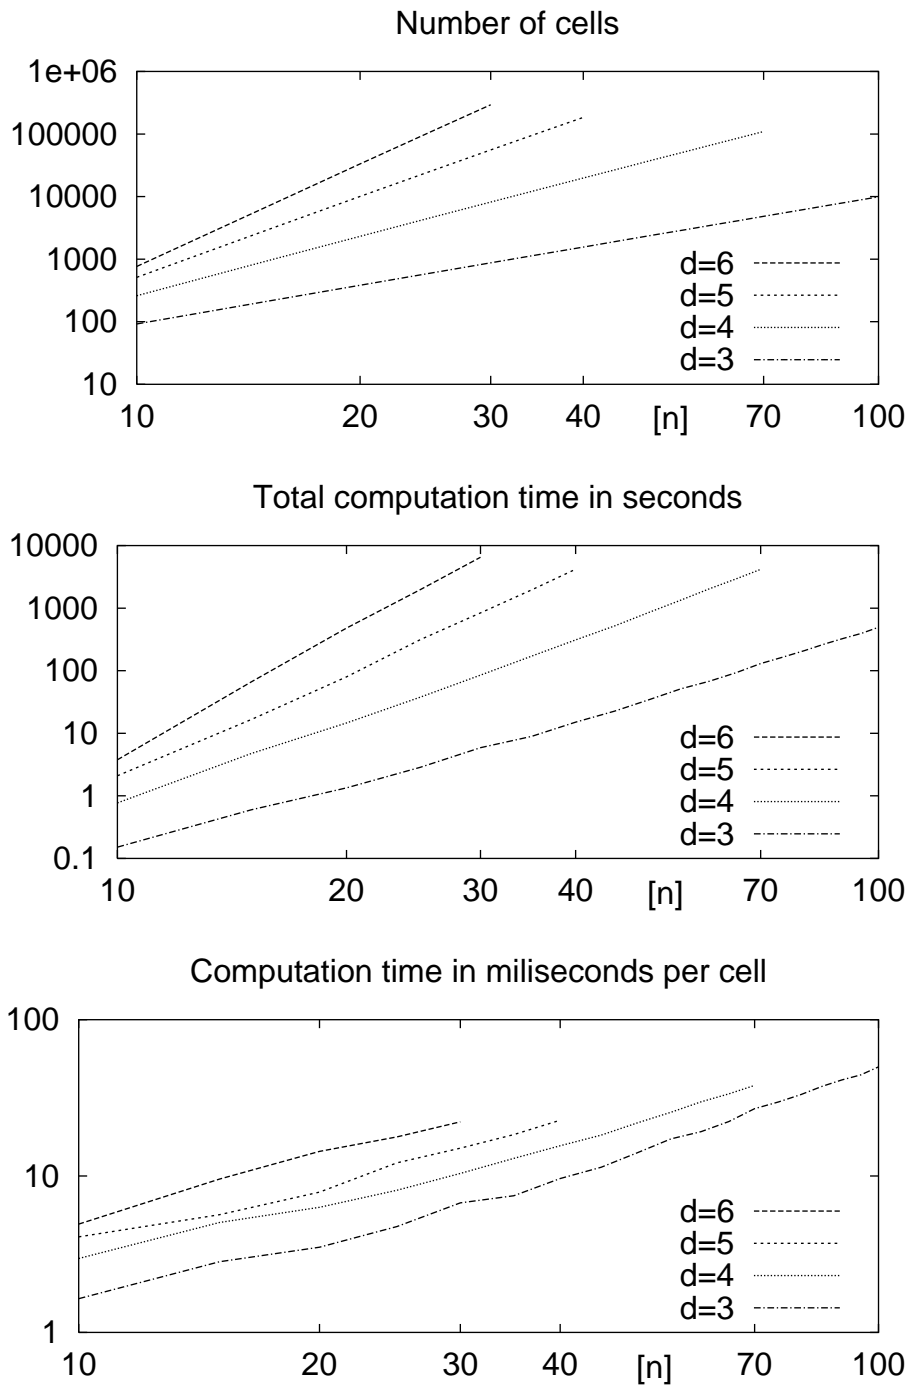 Number of cells
1e+06
100000
10000
1000
100
10
d=6
d=5
d=4
d=3
10 20 30 40 [n] 70 100
Total computation time in seconds
10000
1000
100
10
1
0.1
d=6
d=5
d=4
d=3
10 20 30 40 [n] 70 100
Computation time in miliseconds per cell
100
10
1
d=6
d=5
d=4
d=3
10 20 30 40 [n] 70 100